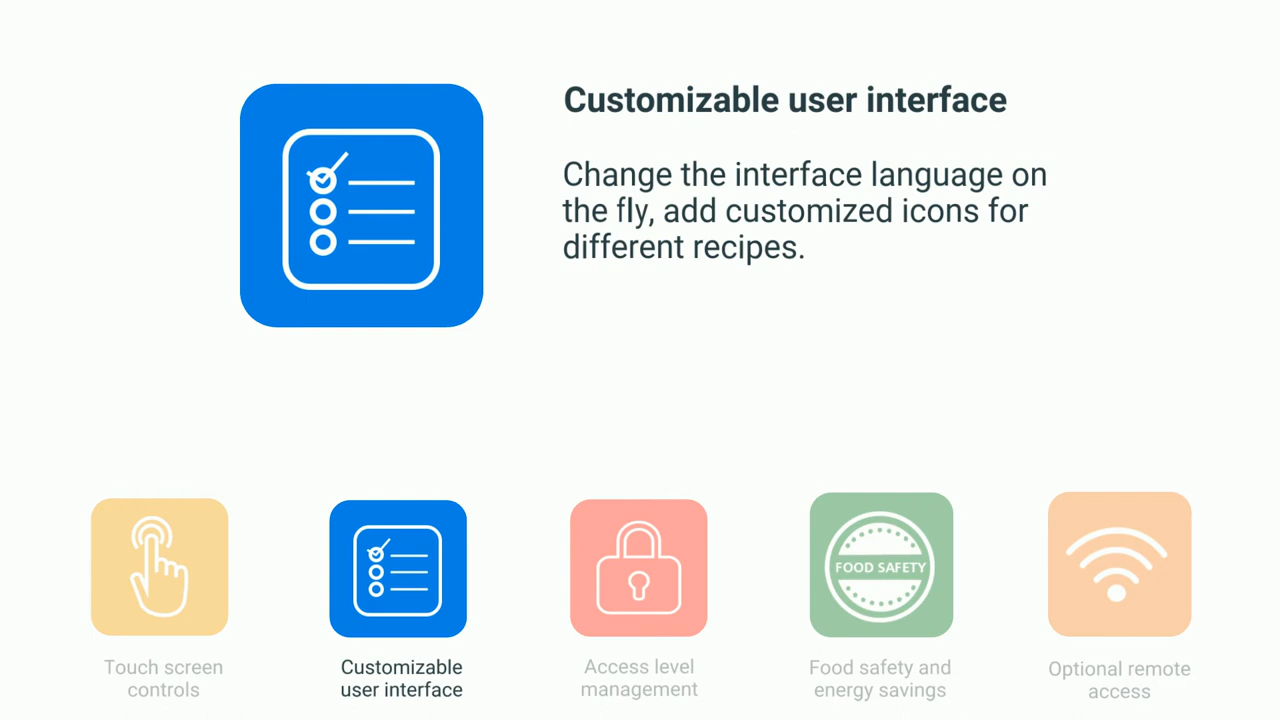 Customizable user interface
Change the interface language on
the fly, add customized icons for
different recipes.
FOOD SAFETY
Touch screen
controls
Customizable
user interface
Access level
management
Food safety and
energy savings
Optional remote
access